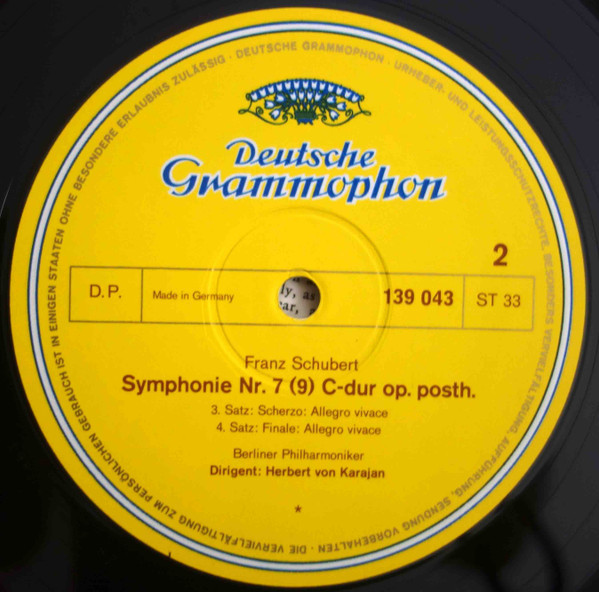 Deutsche
Grammophon
2
D.P.
Made in Germany
139 043
ST 33
ly, as
ear,
Franz Schubert
Symphonie Nr. 7 (9) C-dur op. posth.
3. Satz: Scherzo: Allegro vivace
4. Satz: Finale: Allegro vivace
Berliner Philharmoniker
Dirigent: Herbert von Karajan
*
DEUTSCHE GRAMMOPHON · URHEBER- UND LEISTUNGSSCHUTZRECHTE, BESONDERS VERVIELFÄLTIGUNG, AUFFÜHRUNG, SENDUNG VORBEHALTEN · DIE VERVIELFÄLTIGUNG ZUM PERSÖNLICHEN GEBRAUCH IST IN EINIGEN STAATEN OHNE BESONDERE ERLAUBNIS ZULÄSSIG ·